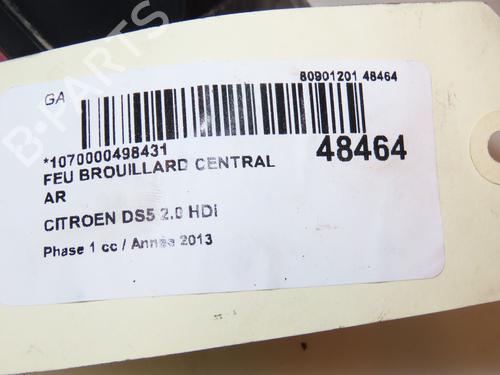 GA
80901201 48464
*1070000498431
48464
FEU BROUILLARD CENTRAL
AR
CITROEN DS5 2.0 HDi
Phase 1 cc / Année 2013
B-PARTS